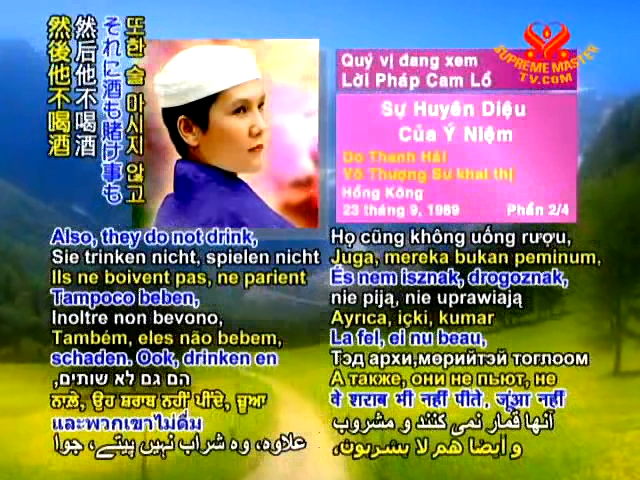 또한 술 마시지 않고
それに酒も賭け事も
然后他不喝酒
然後他不喝酒
SUPREME MASTER
TV.COM
Quý vị đang xem
Lời Pháp Cam Lồ
Sự Huyền Diệu
Của Ý Niệm
Do Thanh Hải
Vô Thượng Sư khai thị
Hồng Kông
23 tháng 9, 1989 Phần 2/4
Also, they do not drink,
Sie trinken nicht, spielen nicht
Ils ne boivent pas, ne parient
Tampoco beben,
Inoltre non bevono,
Também, eles não bebem,
schaden. Ook, drinken en
הם גם לא שותים,
ਨਾਲੇ, ਉਹ ਸ਼ਰਾਬ ਨਹੀਂ ਪੀਂਦੇ, ਜੂਆ
และพวกเขาไม่ดื่ม
علاوہ، وہ شراب نہیں پیتے، جوا
Họ cũng không uống rượu,
Juga, mereka bukan peminum,
És nem isznak, drogoznak,
nie piją, nie uprawiają
Ayrıca, içki, kumar
La fel, ei nu beau,
Тэд архи,мөрийтэй тоглоом
А также, они не пьют, не
वे शराब भी नहीं पीते, जूंआ नहीं
آنها قمار نمی کنند و مشروب
و أيضا هم لا يشربون،